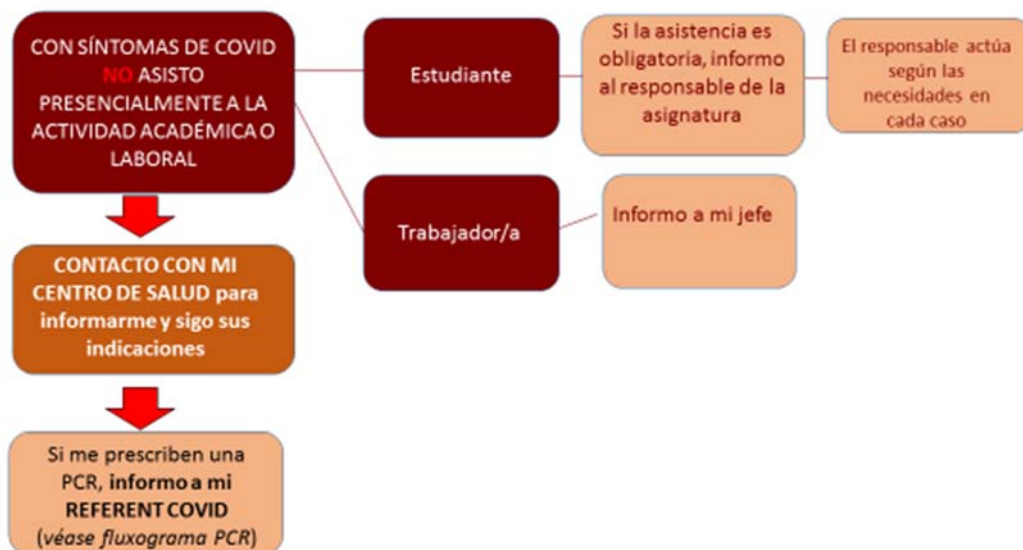 CON SÍNTOMAS DE COVID
NO ASISTO
PRESENCIALMENTE A LA
ACTIVIDAD ACADÉMICA O
LABORAL
Estudiante
Si la asistencia es
obligatoria, informo
al responsable de la
asignatura
El responsable actúa
según las
necesidades en
cada caso
Trabajador/a
Informo a mi jefe
CONTACTO CON MI
CENTRO DE SALUD para
informarme y sigo sus
indicaciones
Si me prescriben una
PCR, informo a mi
REFERENT COVID
(véase fluxograma PCR)